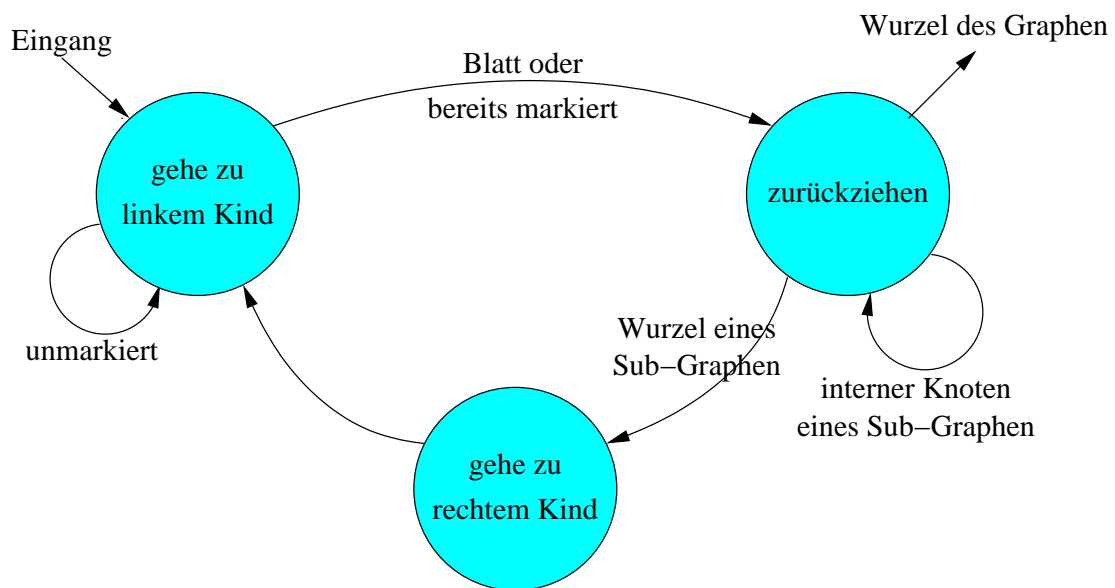 Eingang
Wurzel des Graphen
Blatt oder
bereits markiert
gehe zu
linkem Kind
zurückziehen
unmarkiert
Wurzel eines
Sub−Graphen
interner Knoten
eines Sub−Graphen
gehe zu
rechtem Kind